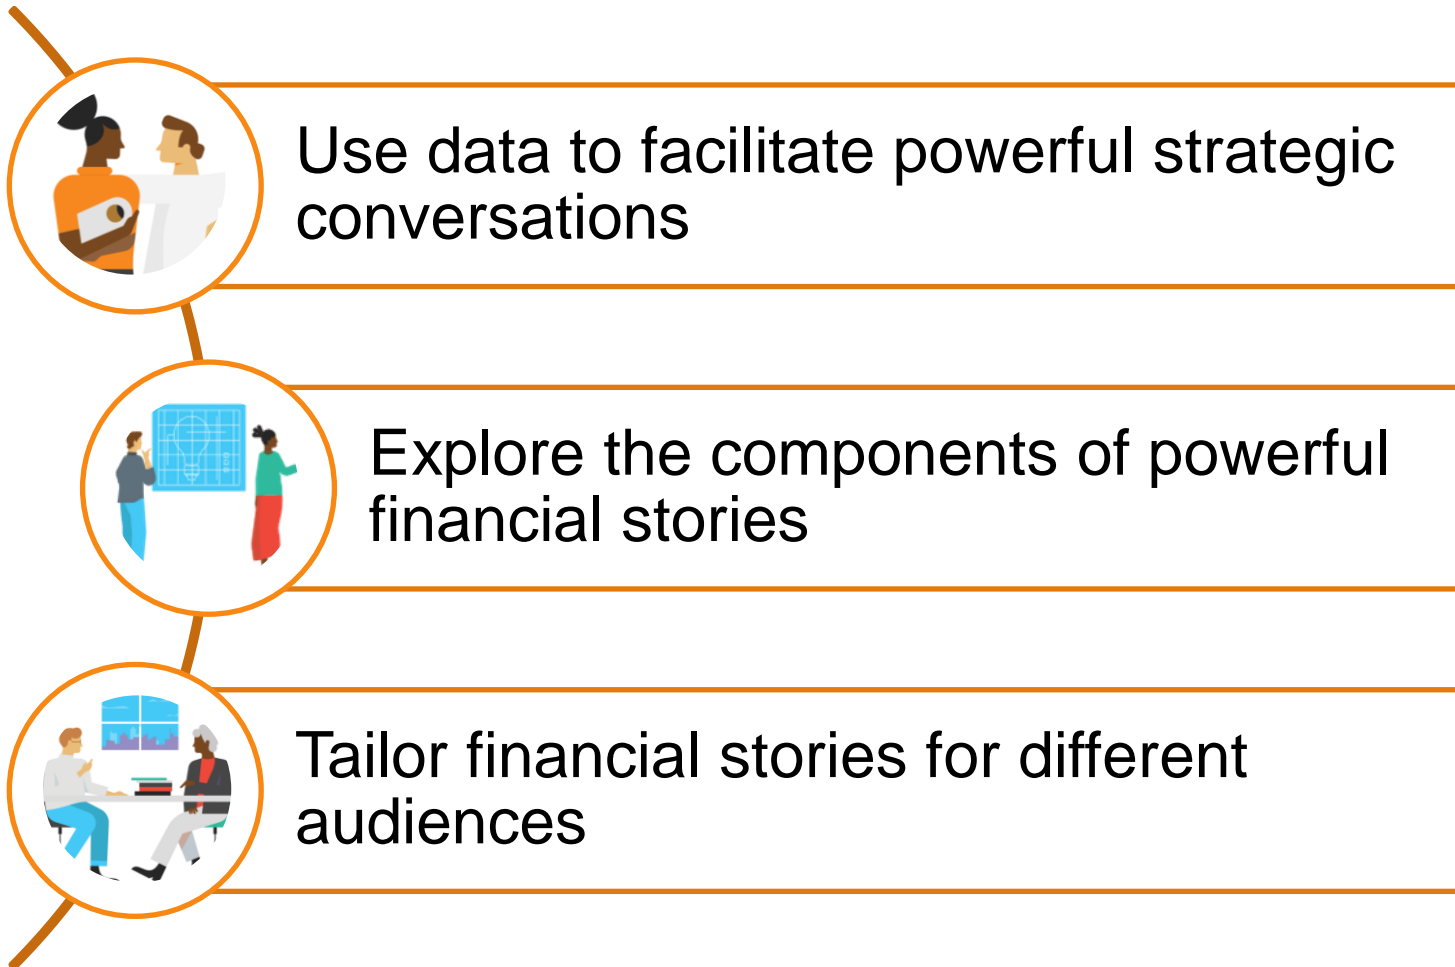 Use data to facilitate powerful strategic
conversations
Explore the components of powerful
financial stories
Tailor financial stories for different
audiences